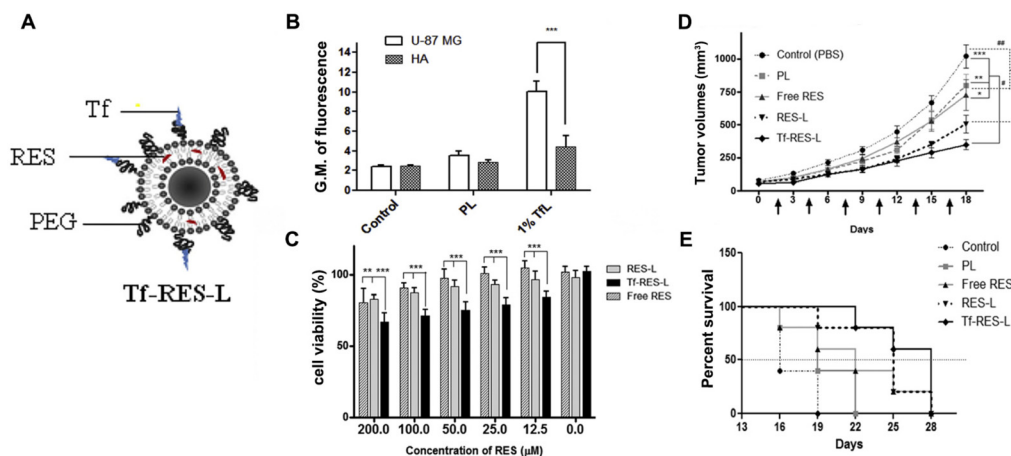 A
Tf
RES
PEG
Tf-RES-L
B
G.M. of fluorescence
14
12
10
8
6
4
2
0
U-87 MG
HA
***
Control
PL
1% TfL
C
cell viability (%)
100
50
0
** ***
***
***
***
***
RES-L
Tf-RES-L
Free RES
200.0 100.0 50.0 25.0 12.5 0.0
Concentration of RES (µM)
D
Tumor volumes (mm³)
1000
750
500
250
0
Control (PBS)
PL
Free RES
RES-L
Tf-RES-L
##
***
**
#
*
0 3 6 9 12 15 18
Days
E
Percent survival
150
100
50
0
Control
PL
Free RES
RES-L
Tf-RES-L
13 16 19 22 25 28
Days